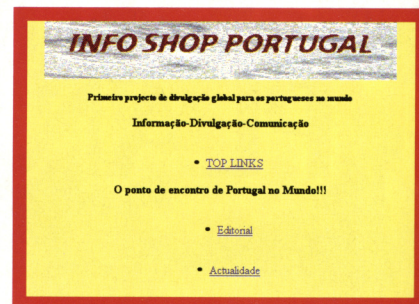 INFO SHOP PORTUGAL
Primeiro projecto de divulgação global para os portugueses no mundo
Informação-Divulgação-Comunicação
• TOP LINKS
O ponto de encontro de Portugal no Mundo!!!
• Editorial
• Actualidade